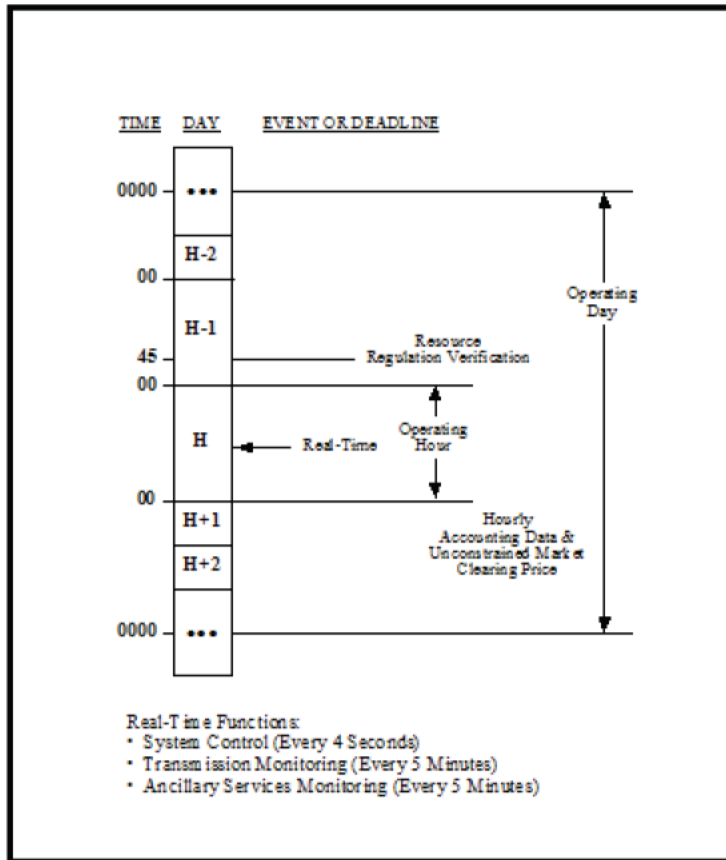 TIME DAY EVENT OR DEADLINE
0000 •••
H-2
00
H-1
Resource
45 Regulation Verification
00
Operating
Day
H Real-Time Operating
Hour
00
H+1 Hourly
Accounting Data &
Unconstrained Market
H+2 Clearing Price
0000 •••
Real-Time Functions:
• System Control (Every 4 Seconds)
• Transmission Monitoring (Every 5 Minutes)
• Ancillary Services Monitoring (Every 5 Minutes)